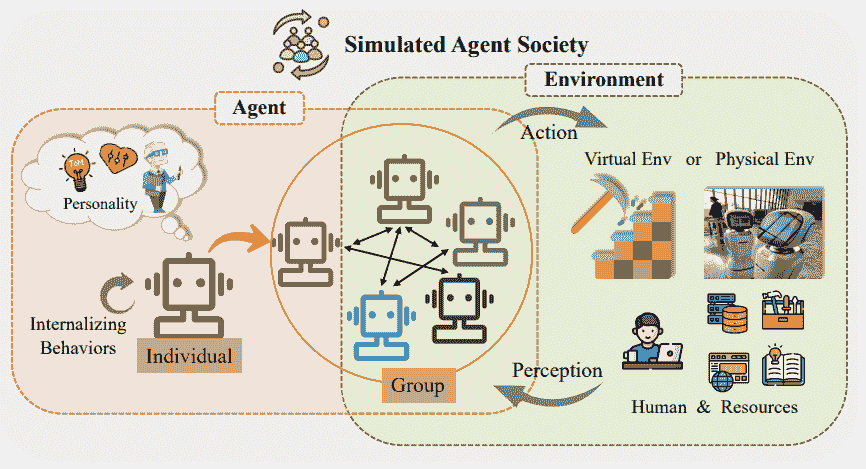 Simulated Agent Society
Environment
Agent
Action
Virtual Env or Physical Env
ToM
Personality
Internalizing
Behaviors
Individual
Group
Perception
Human & Resources